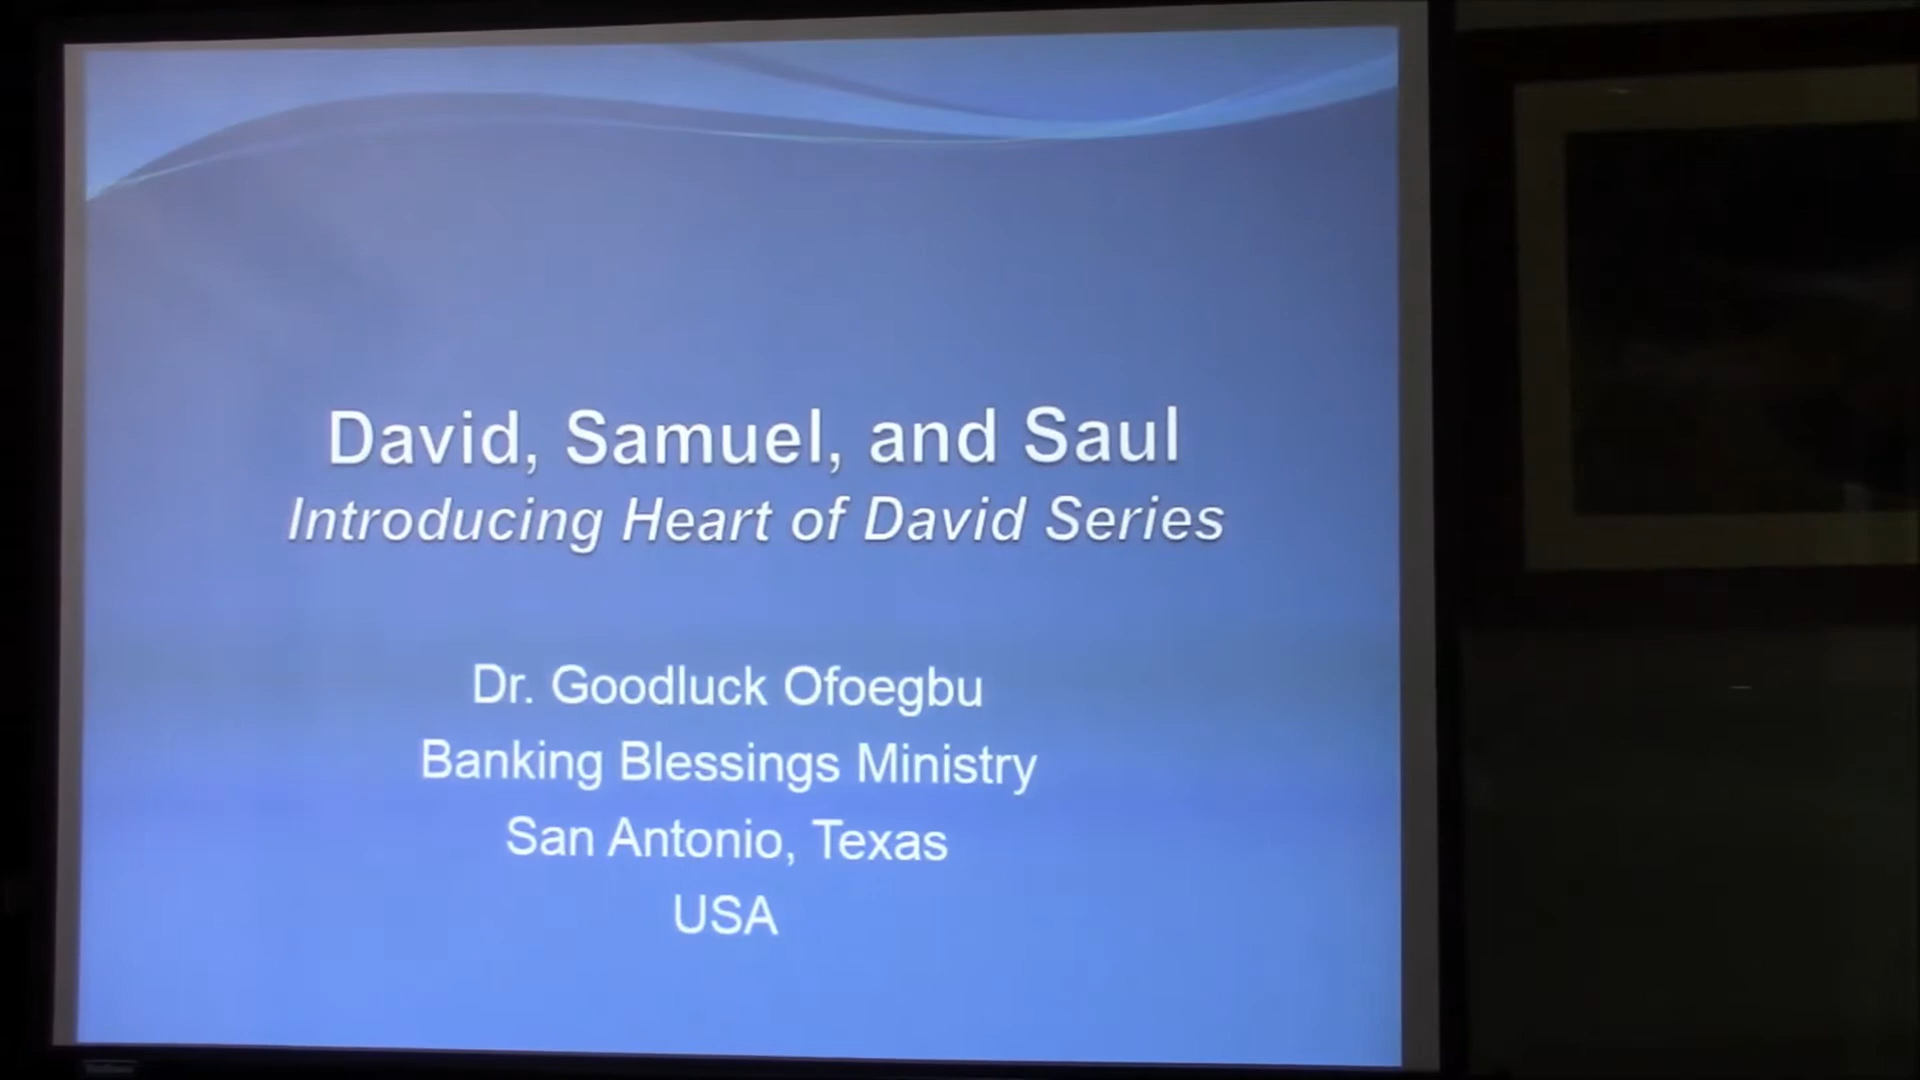 David, Samuel, and Saul
Introducing Heart of David Series
Dr. Goodluck Ofoegbu
Banking Blessings Ministry
San Antonio, Texas
USA